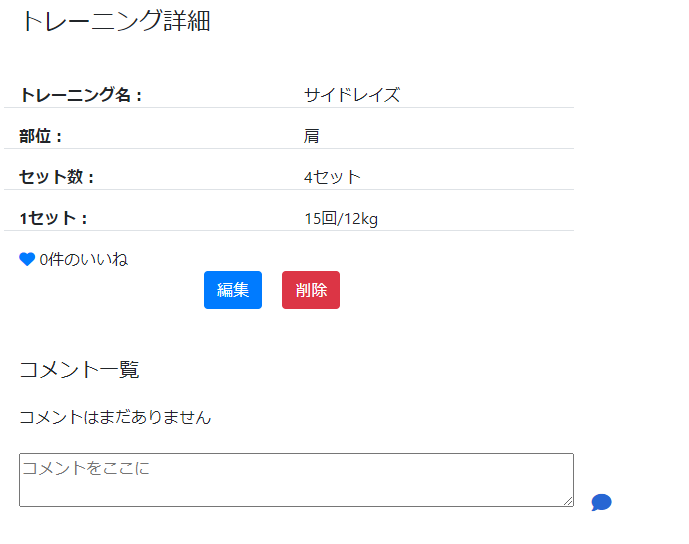 トレーニング詳細
トレーニング名： サイドレイズ
部位： 肩
セット数： 4セット
1セット： 15回/12kg
0件のいいね
編集 削除
コメント一覧
コメントはまだありません
コメントをここに